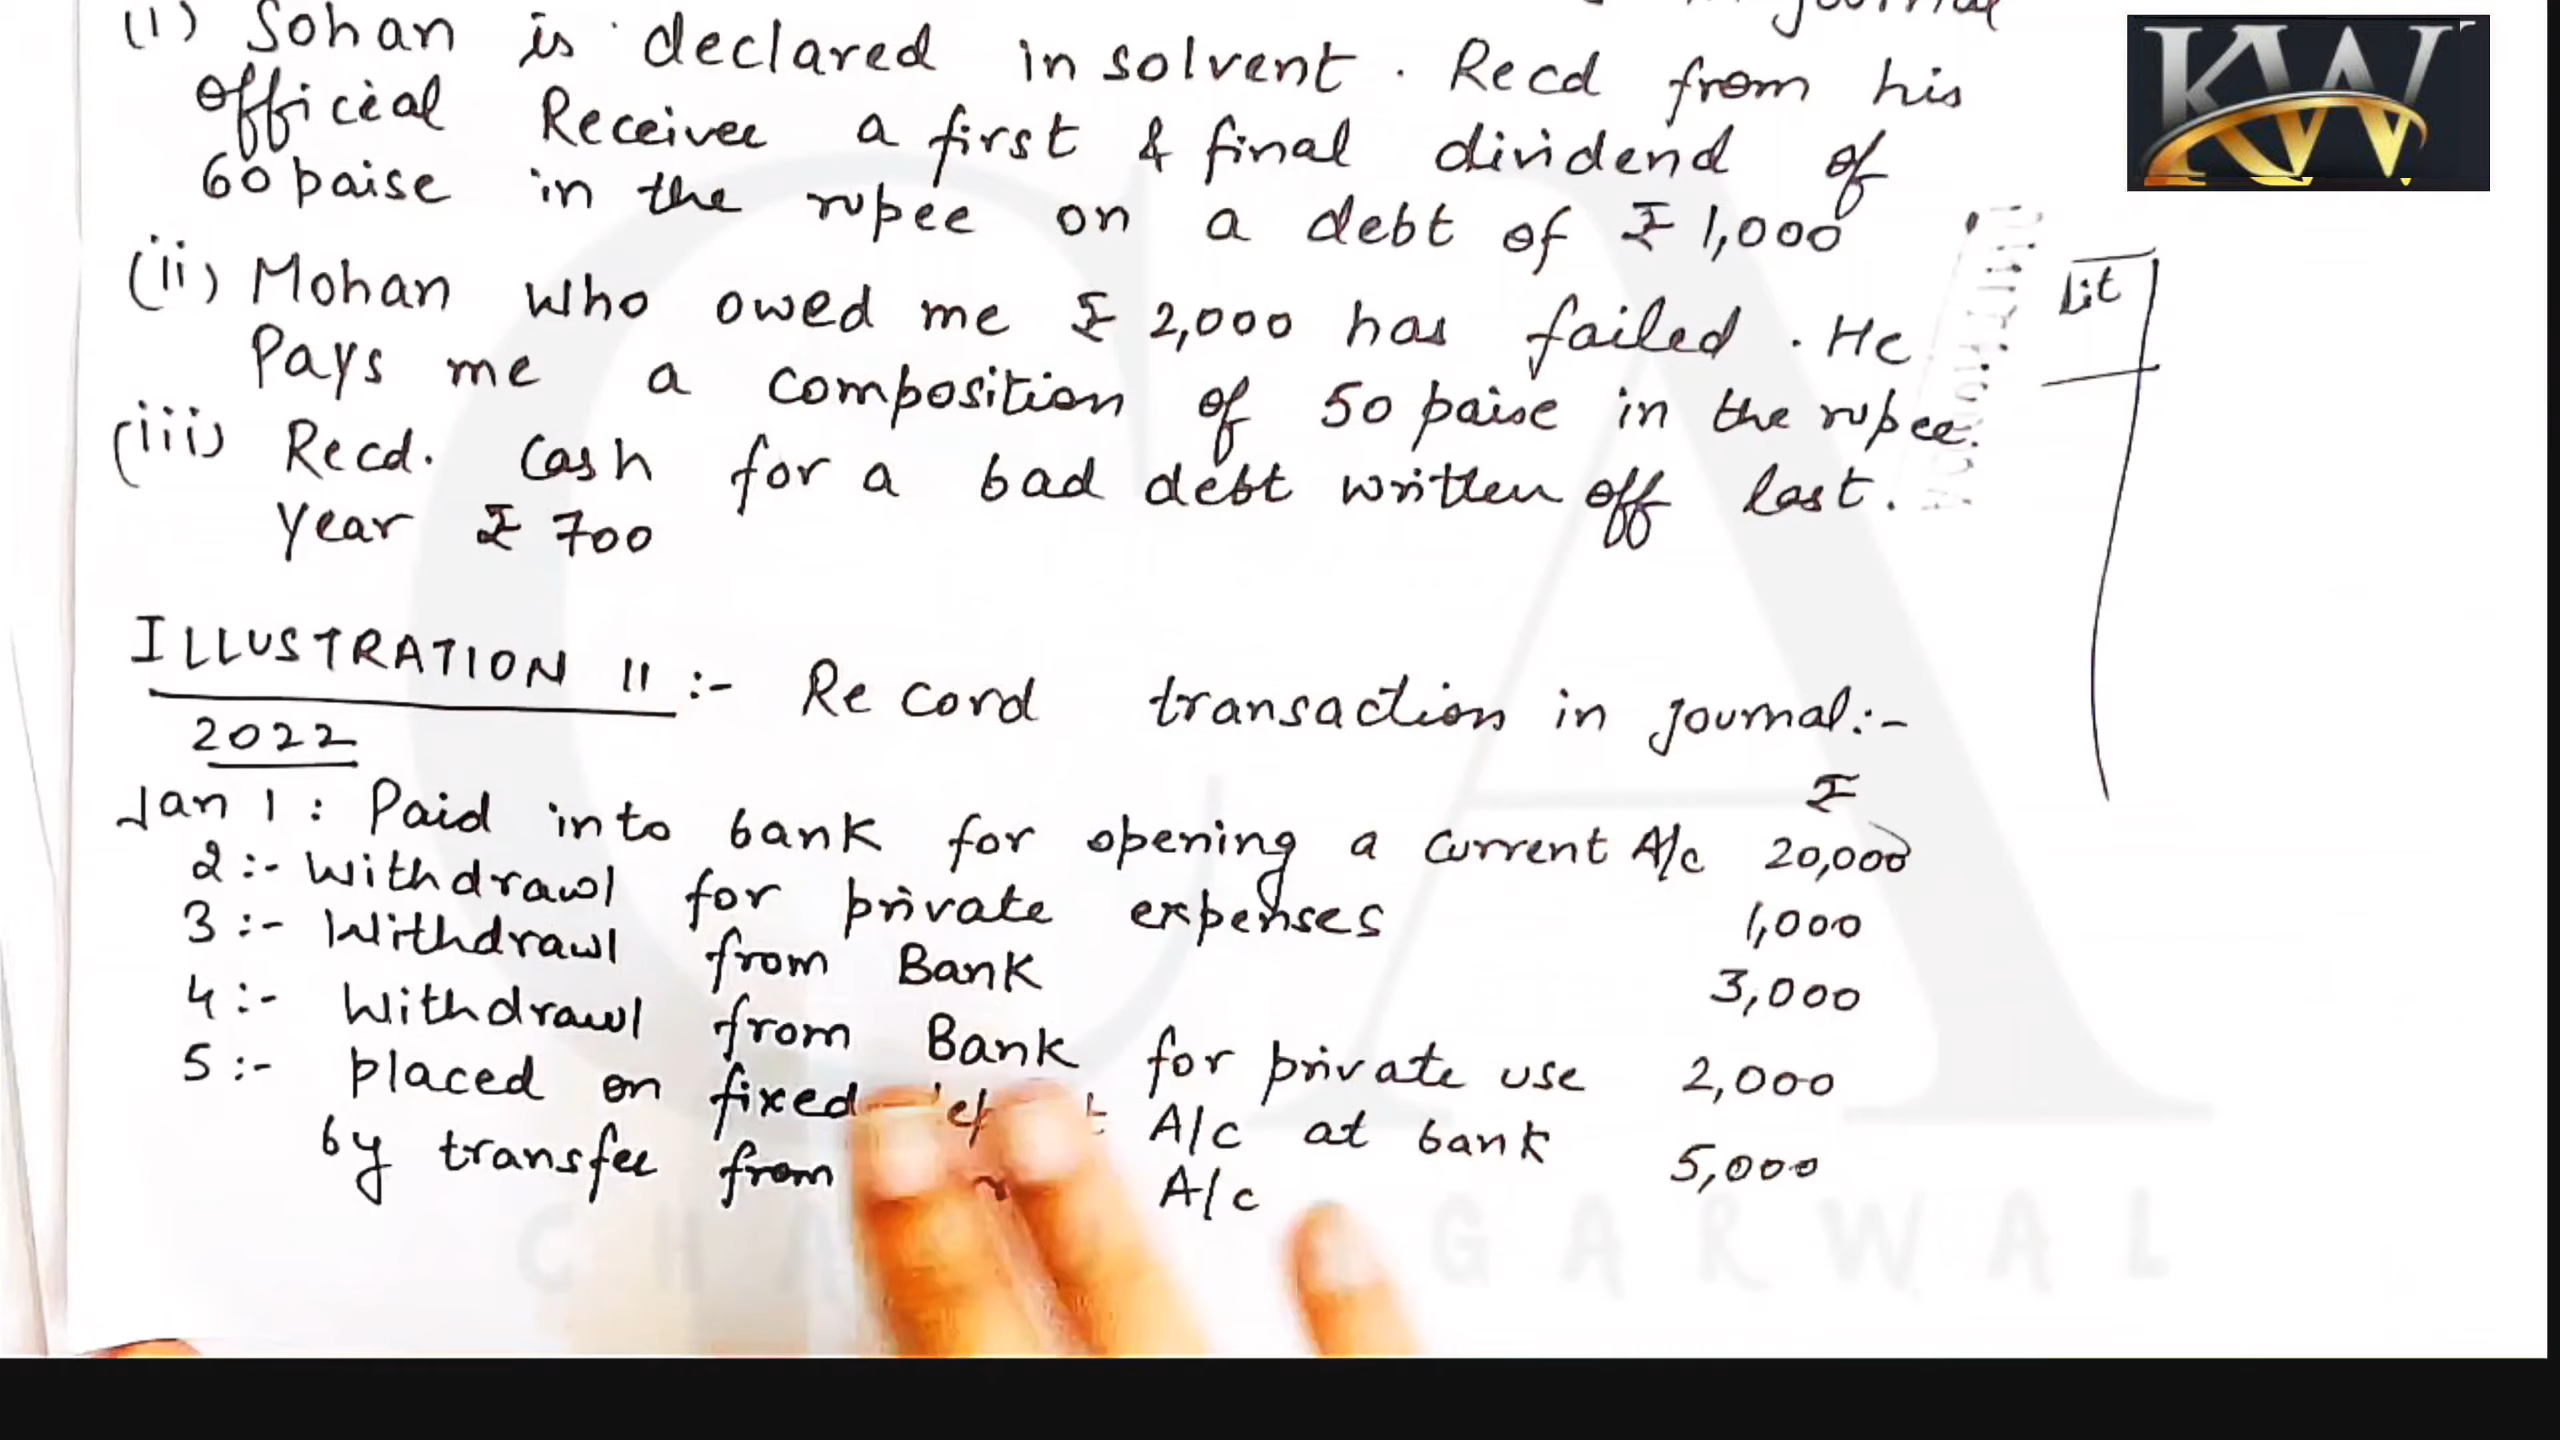 (i) Sohan is declared insolvent. Recd from his
official Receiver a first & final dividend of
60 paise in the rupee on a debt of ₹ 1,000
(ii) Mohan who owed me ₹ 2,000 has failed. He
Pays me a composition of 50 paise in the rupee.
(iii) Recd. Cash for a bad debt written off last.
year ₹ 700
ILLUSTRATION 11 :- Record transaction in journal:-
2022
₹
Jan 1 : Paid into bank for opening a Current A/c 20,000
2 :- Withdrawl for private expenses 1,000
3 :- Withdrawl from Bank 3,000
4 :- Withdrawl from Bank for private use 2,000
5 :- placed on fixed A/c at bank 5,000
by transfer from A/c
KW
CA